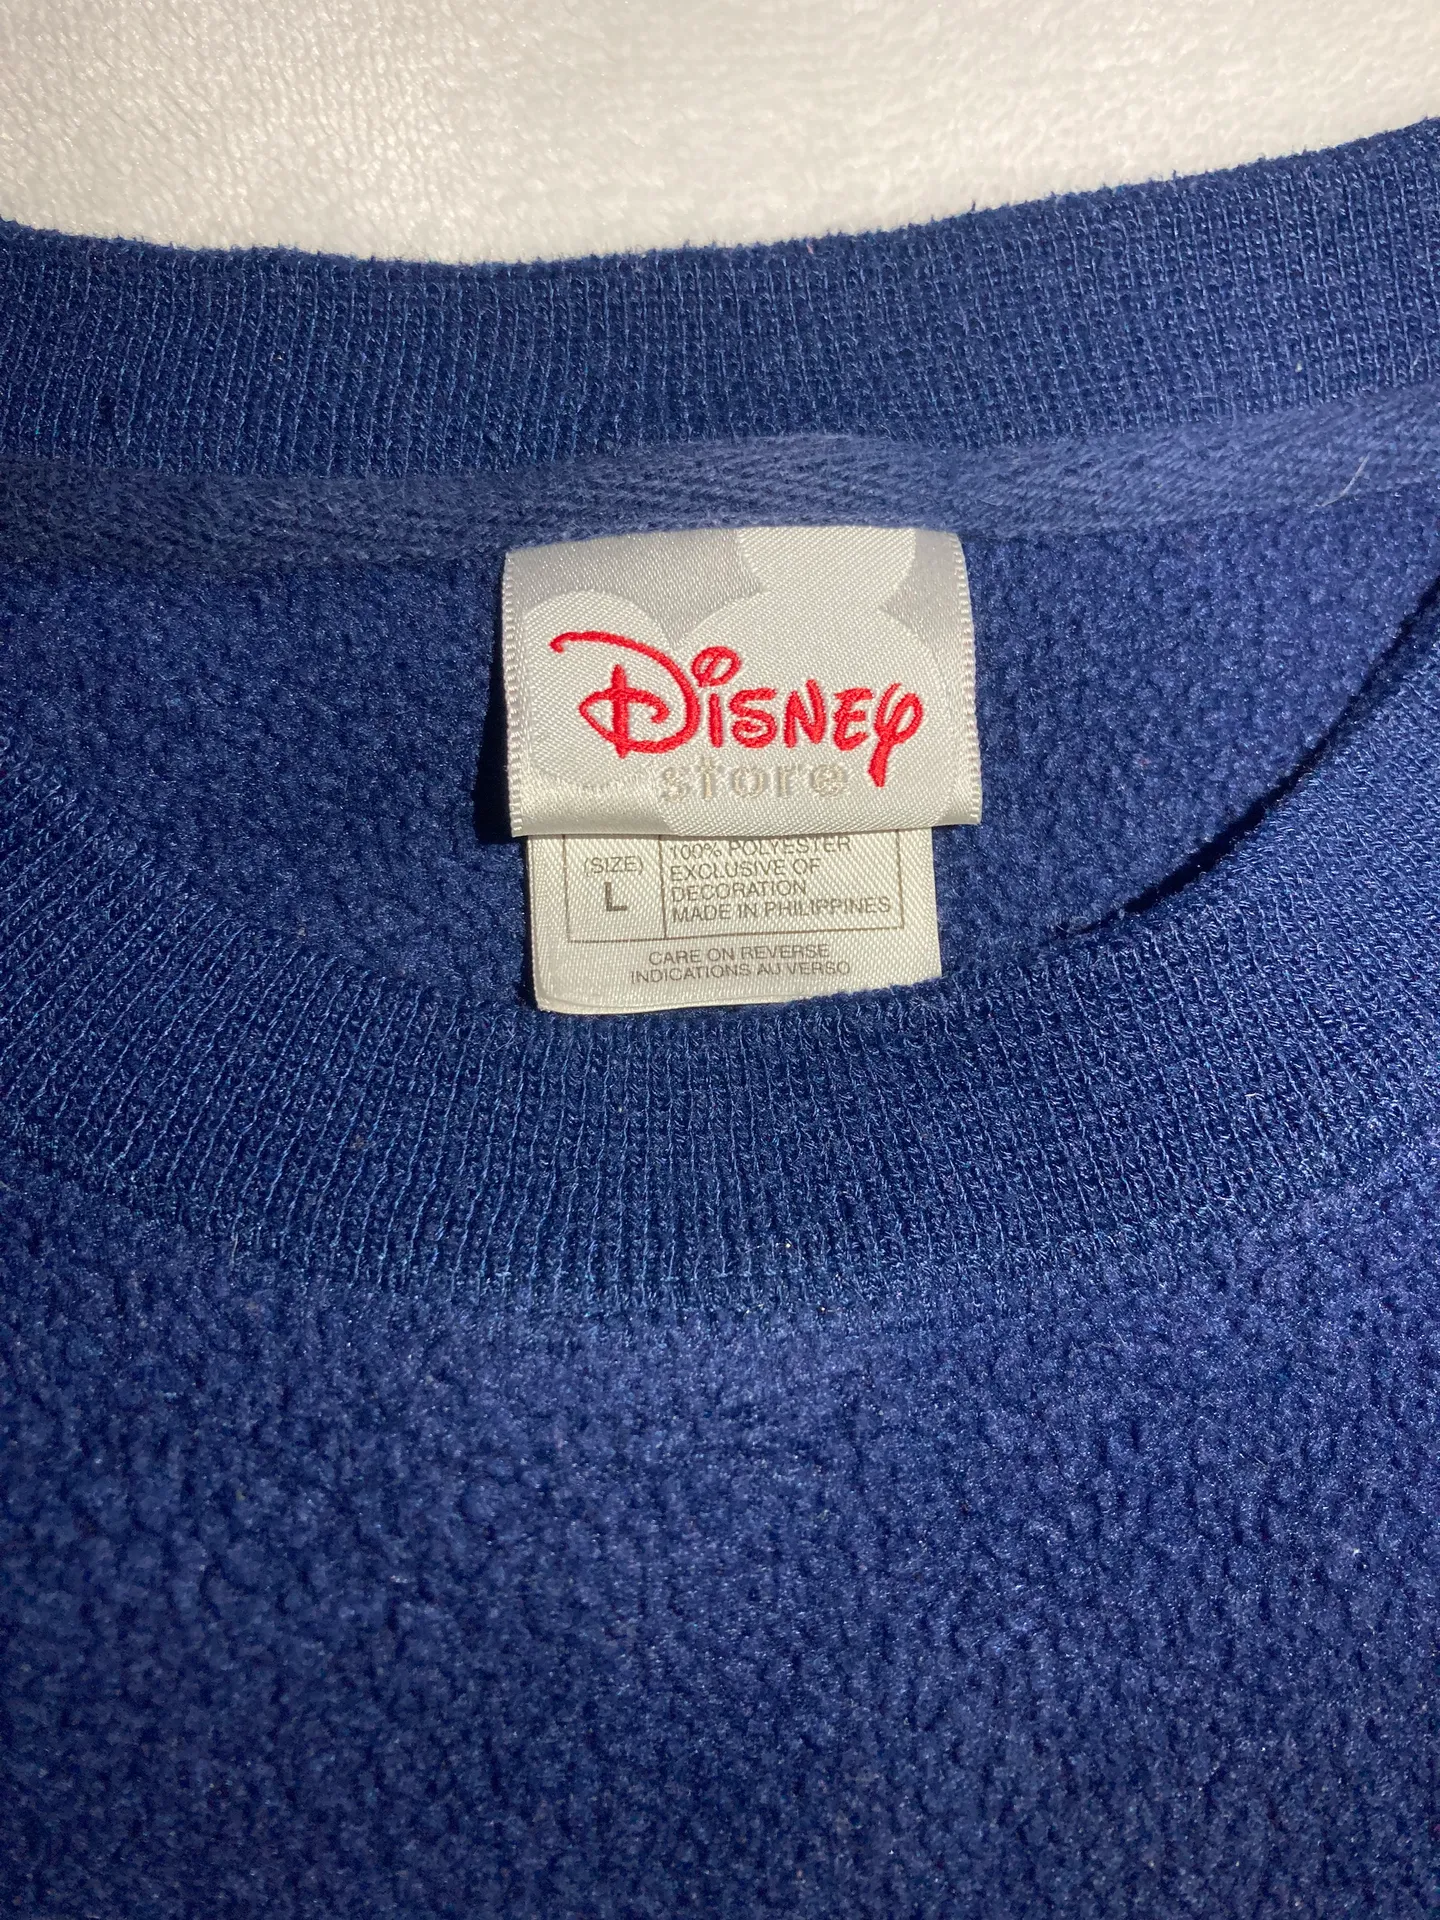 Disney
store
(SIZE)
L
100% POLYESTER
EXCLUSIVE OF
DECORATION
MADE IN PHILIPPINES
CARE ON REVERSE
INDICATIONS AU VERSO